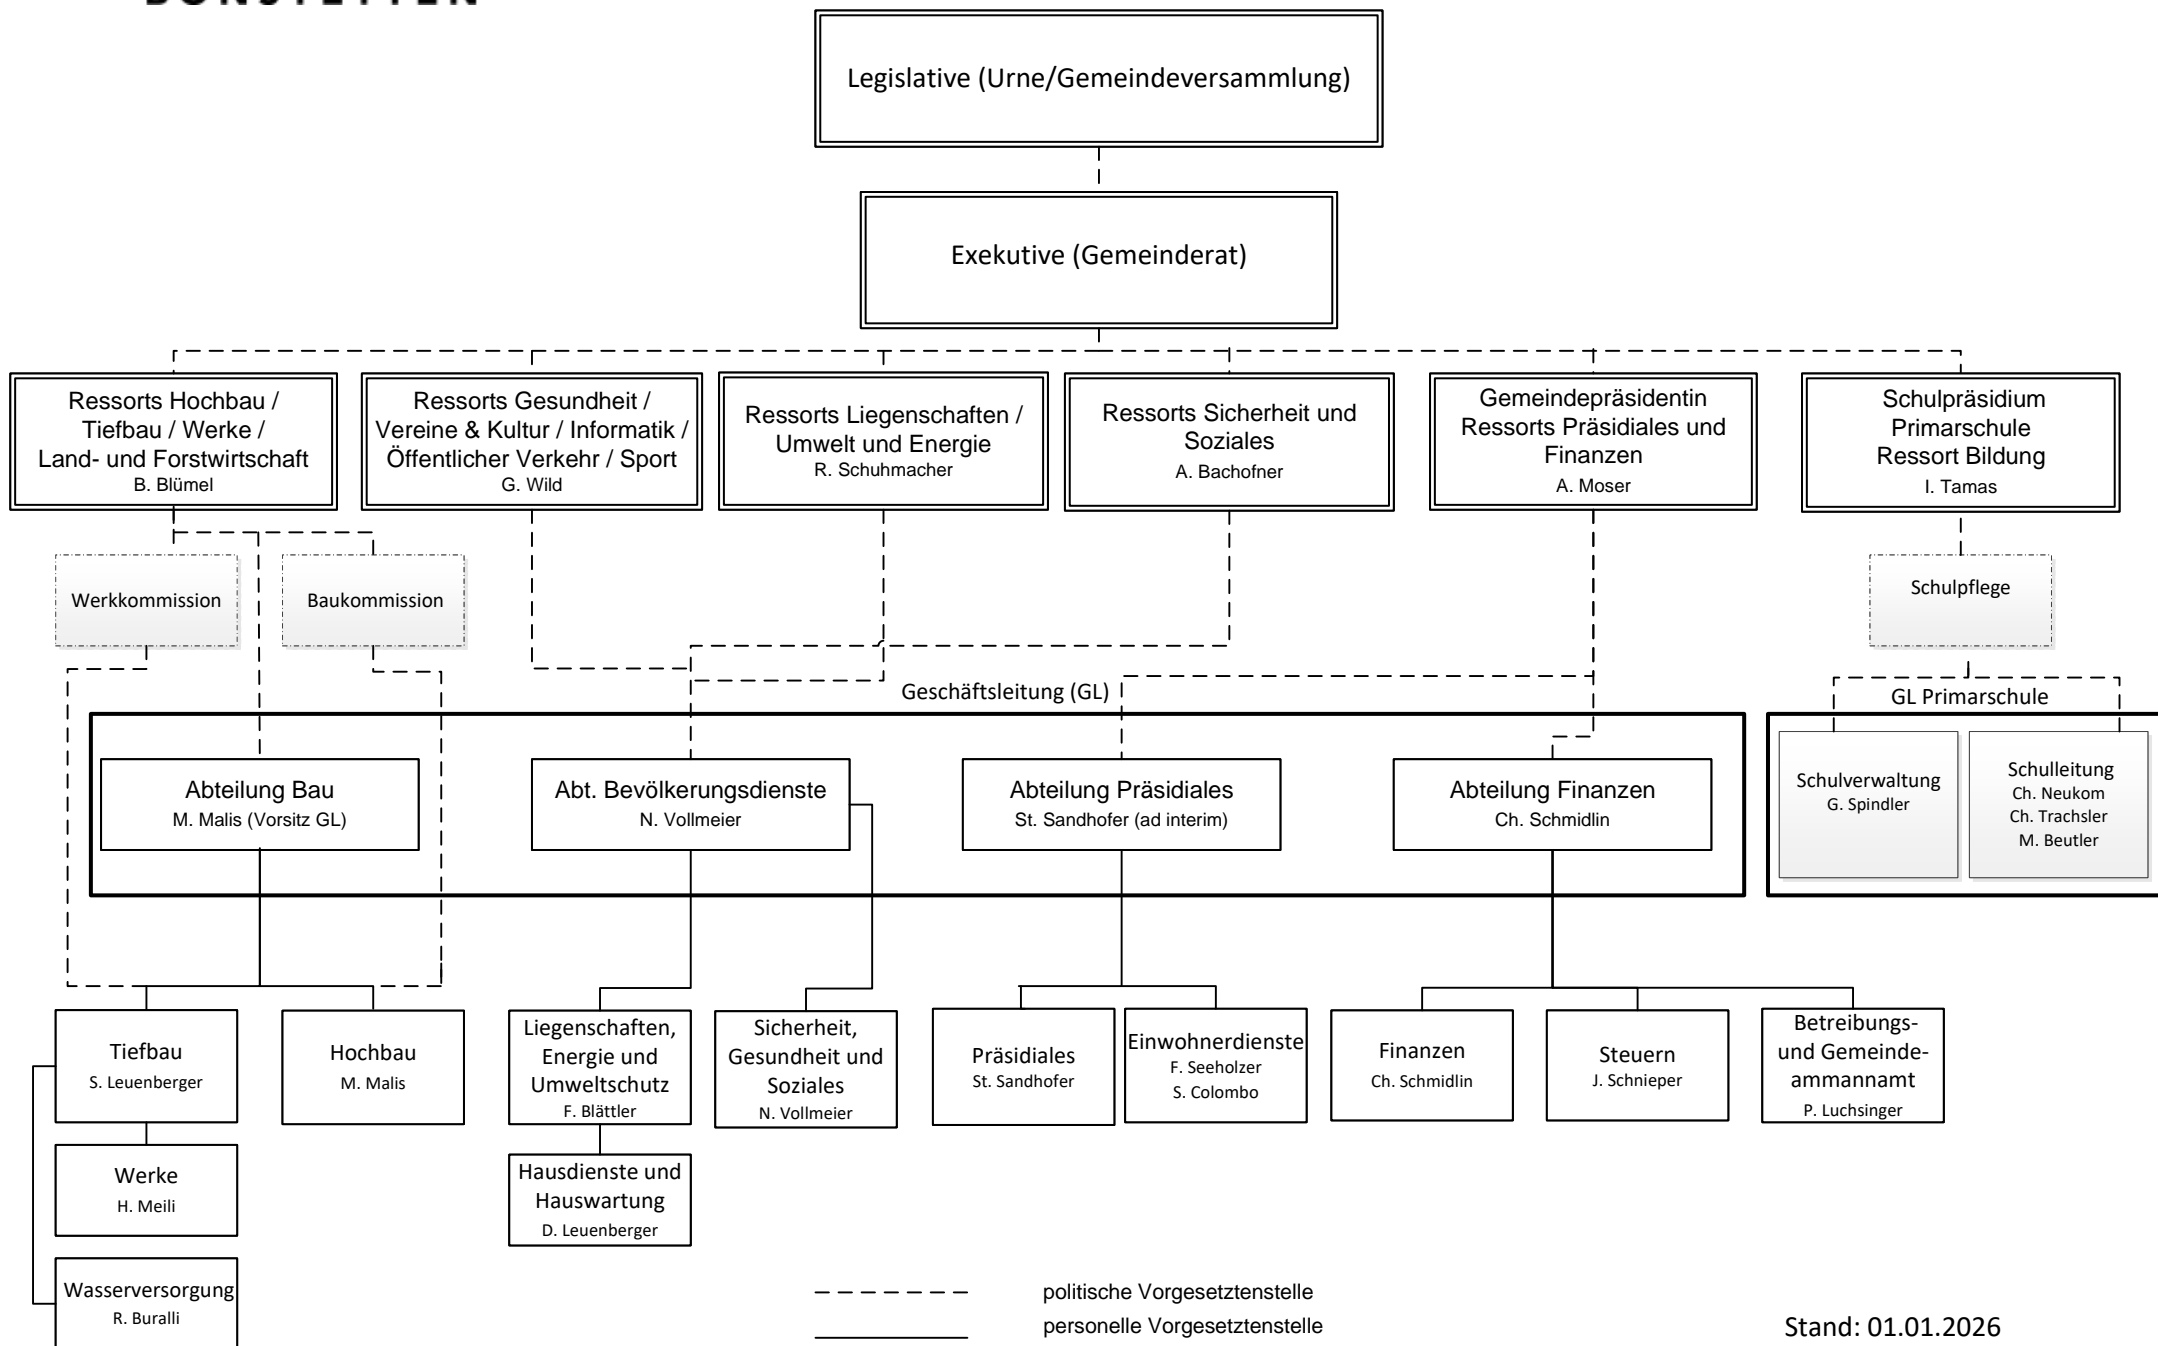 Legislative (Urne/Gemeindeversammlung)
Exekutive (Gemeinderat)
Ressorts Hochbau /
Tiefbau / Werke /
Land- und Forstwirtschaft
B. Blümel
Ressorts Gesundheit /
Vereine & Kultur / Informatik /
Öffentlicher Verkehr / Sport
G. Wild
Ressorts Liegenschaften /
Umwelt und Energie
R. Schuhmacher
Ressorts Sicherheit und
Soziales
A. Bachofner
Gemeindepräsidentin
Ressorts Präsidiales und
Finanzen
A. Moser
Schulpräsidium
Primarschule
Ressort Bildung
I. Tamas
Werkkommission
Baukommission
Schulpflege
Geschäftsleitung (GL)
GL Primarschule
Abteilung Bau
M. Malis (Vorsitz GL)
Abt. Bevölkerungsdienste
N. Vollmeier
Abteilung Präsidiales
St. Sandhofer (ad interim)
Abteilung Finanzen
Ch. Schmidlin
Schulverwaltung
G. Spindler
Schulleitung
Ch. Neukom
Ch. Trachsler
M. Beutler
Tiefbau
S. Leuenberger
Hochbau
M. Malis
Liegenschaften,
Energie und
Umweltschutz
F. Blättler
Sicherheit,
Gesundheit und
Soziales
N. Vollmeier
Präsidiales
St. Sandhofer
Einwohnerdienste
F. Seeholzer
S. Colombo
Finanzen
Ch. Schmidlin
Steuern
J. Schnieper
Betreibungs-
und Gemeinde-
ammannamt
P. Luchsinger
Werke
H. Meili
Hausdienste und
Hauswartung
D. Leuenberger
Wasserversorgung
R. Buralli
politische Vorgesetztenstelle
personelle Vorgesetztenstelle
Stand: 01.01.2026